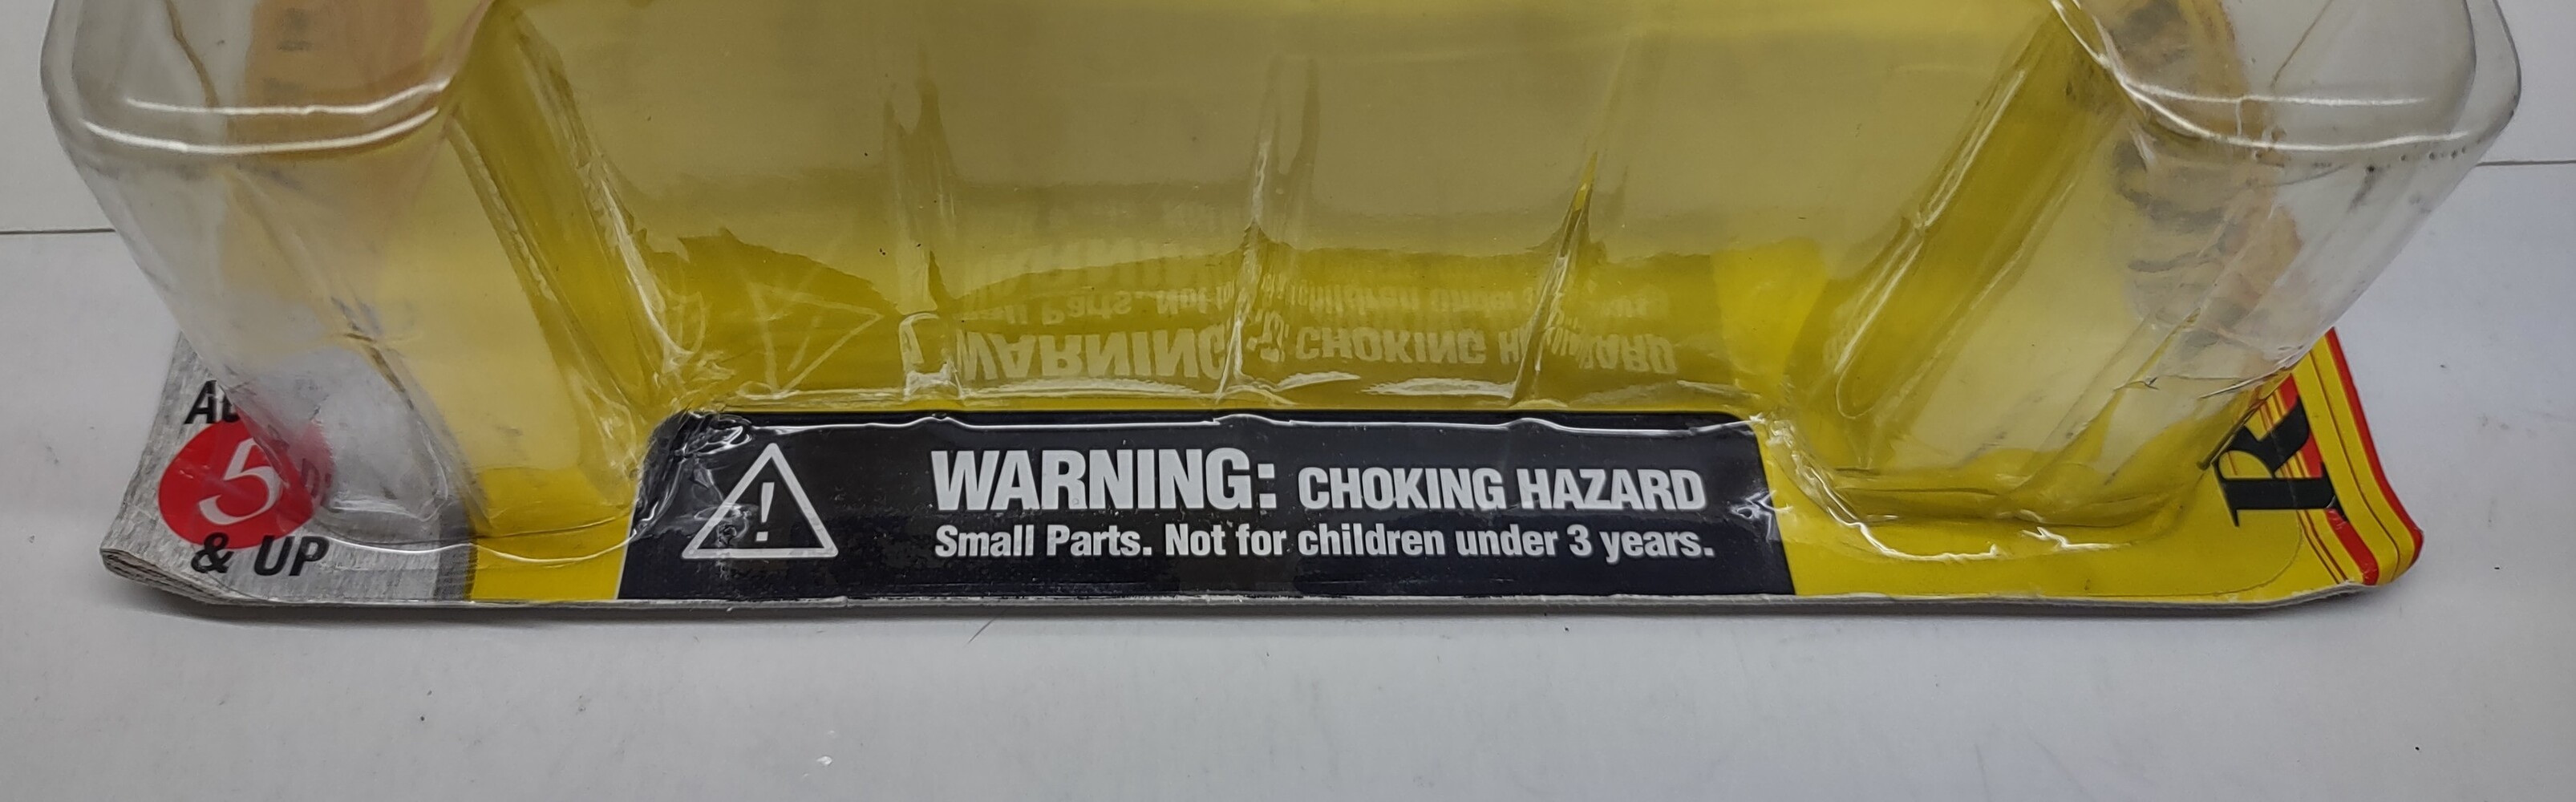 5
& UP
WARNING: CHOKING HAZARD
Small Parts. Not for children under 3 years.
R